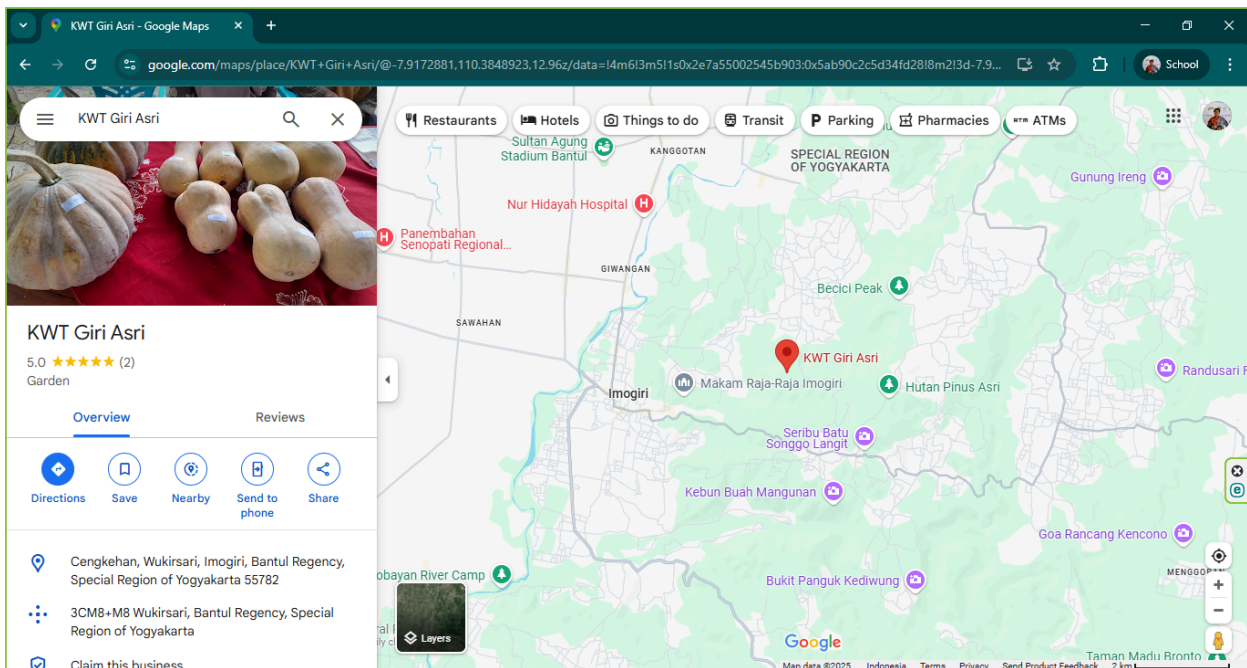 KWT Giri Asri - Google Maps
google.com/maps/place/KWT+Giri+Asri/@-7.9172881,110.3848923,12.96z/data=!4m6!3m5!1s0x2e7a55002545b903:0x5ab90c2c5d34fd28!8m2!3d-7.9...
School
KWT Giri Asri
Restaurants
Hotels
Things to do
Transit
Parking
Pharmacies
ATMs
KWT Giri Asri
5.0 (2)
Garden
Overview
Reviews
Directions
Save
Nearby
Send to
phone
Share
Cengkehan, Wukirsari, Imogiri, Bantul Regency,
Special Region of Yogyakarta 55782
3CM8+M8 Wukirsari, Bantul Regency, Special
Region of Yogyakarta
Claim this business
Sultan Agung
Stadium Bantul
KANGGOTAN
SPECIAL REGION
OF YOGYAKARTA
Gunung Ireng
Nur Hidayah Hospital
Panembahan
Senopati Regional...
GIWANGAN
Becici Peak
SAWAHAN
KWT Giri Asri
Makam Raja-Raja Imogiri
Hutan Pinus Asri
Randusari
Imogiri
Seribu Batu
Songgo Langit
Kebun Buah Mangunan
Goa Rancang Kencono
obayan River Camp
Bukit Panguk Kediwung
Layers
Google
Taman Madu Bronto
Map data ©2025
Indonesia
Terms
Privacy
Send Product Feedback
2 km